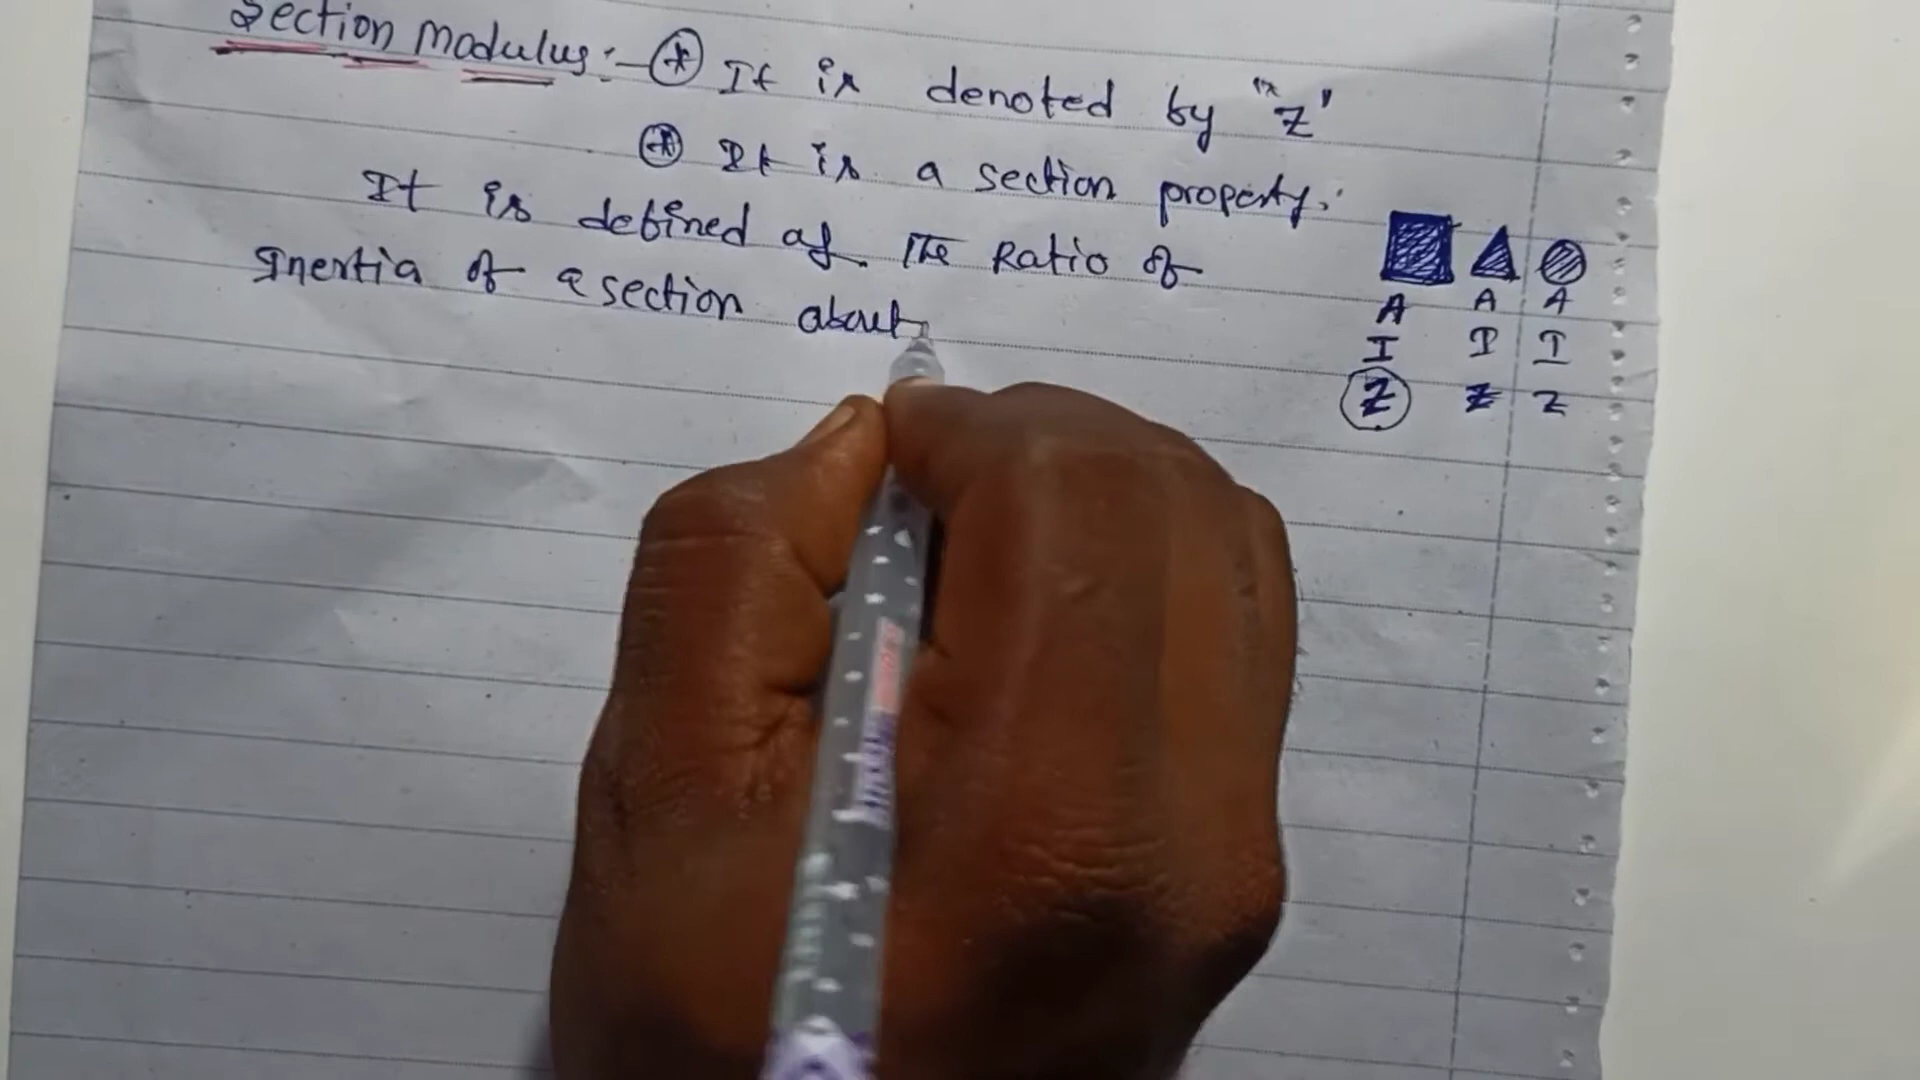 Section Modulus:- * It is denoted by "Z"
* It is a section property.
It is defined as The Ratio of
Inertia of a section about
A A A
I I I
Z Z Z